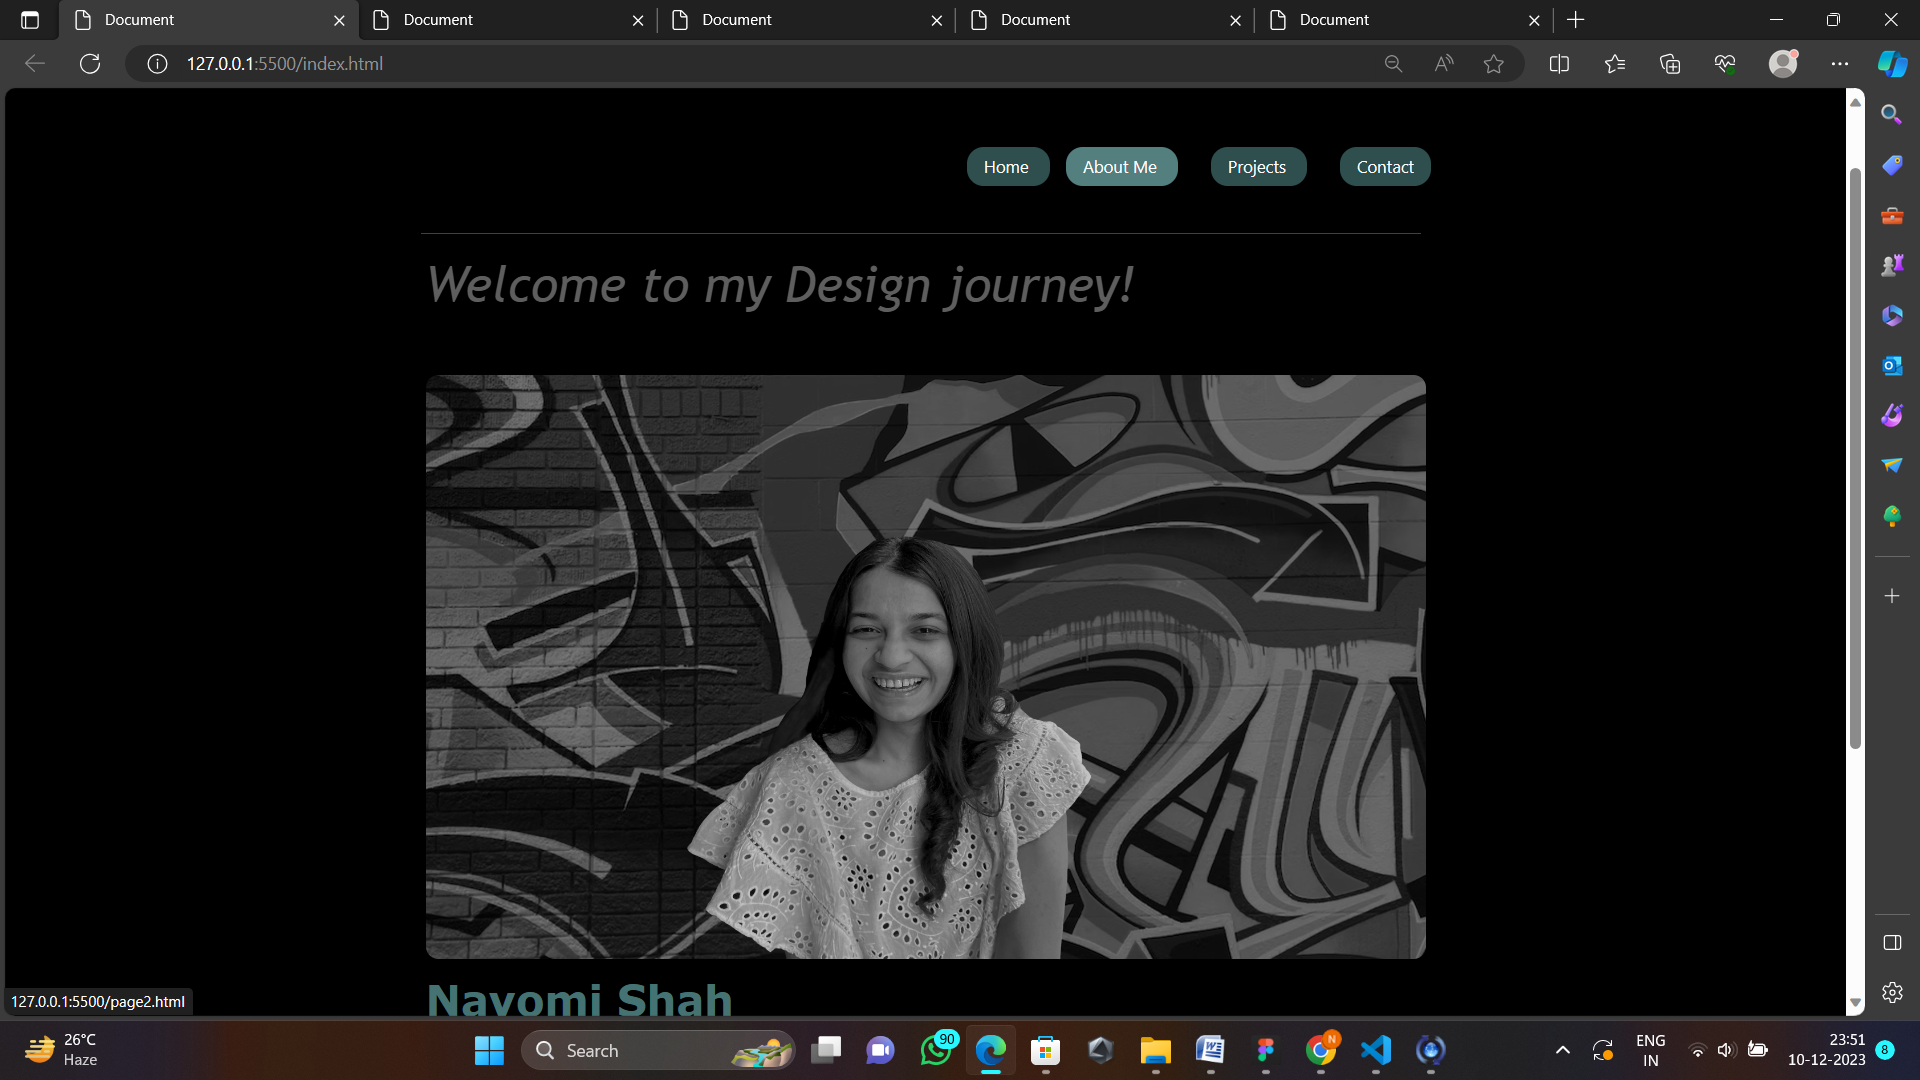 Document
Document
Document
Document
Document
127.0.0.1:5500/index.html
Home
About Me
Projects
Contact
Welcome to my Design journey!
Nayomi Shah
127.0.0.1:5500/page2.html
26°C
Haze
Search
90
N
ENG
IN
23:51
10-12-2023
8